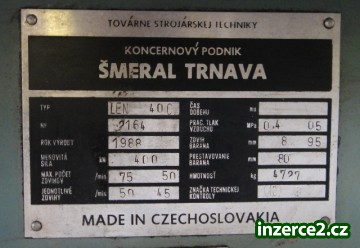 TOVÁRNE STROJÁRSKEJ TECHNIKY
KONCERNOVÝ PODNIK
ŠMERAL TRNAVA
TYP LEN 40C ČAS DOBEHU ms
Nº 2164 PRAC. TLAK VZDUCHU MPa 0.4 0.5
ROK VÝROBY 1988 ZDVIH BARANA mm 8 95
MENOVITÁ SILA kN 400 PRESTAVOVANIE BARANA mm 80
MAX. POČET ZDVIHOV /min 75 50 HMOTNOSŤ kg
JEDNOTLIVÉ ZDVIHY /min 50 45 ZNAČKA TECHNICKEJ KONTROLY
MADE IN CZECHOSLOVAKIA
inzerce2.cz